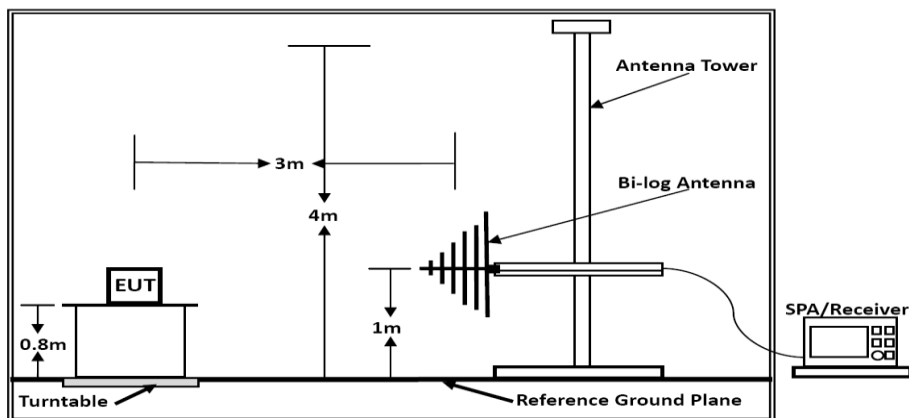 Antenna Tower
3m
Bi-log Antenna
4m
EUT
SPA/Receiver
0.8m
1m
Turntable
Reference Ground Plane